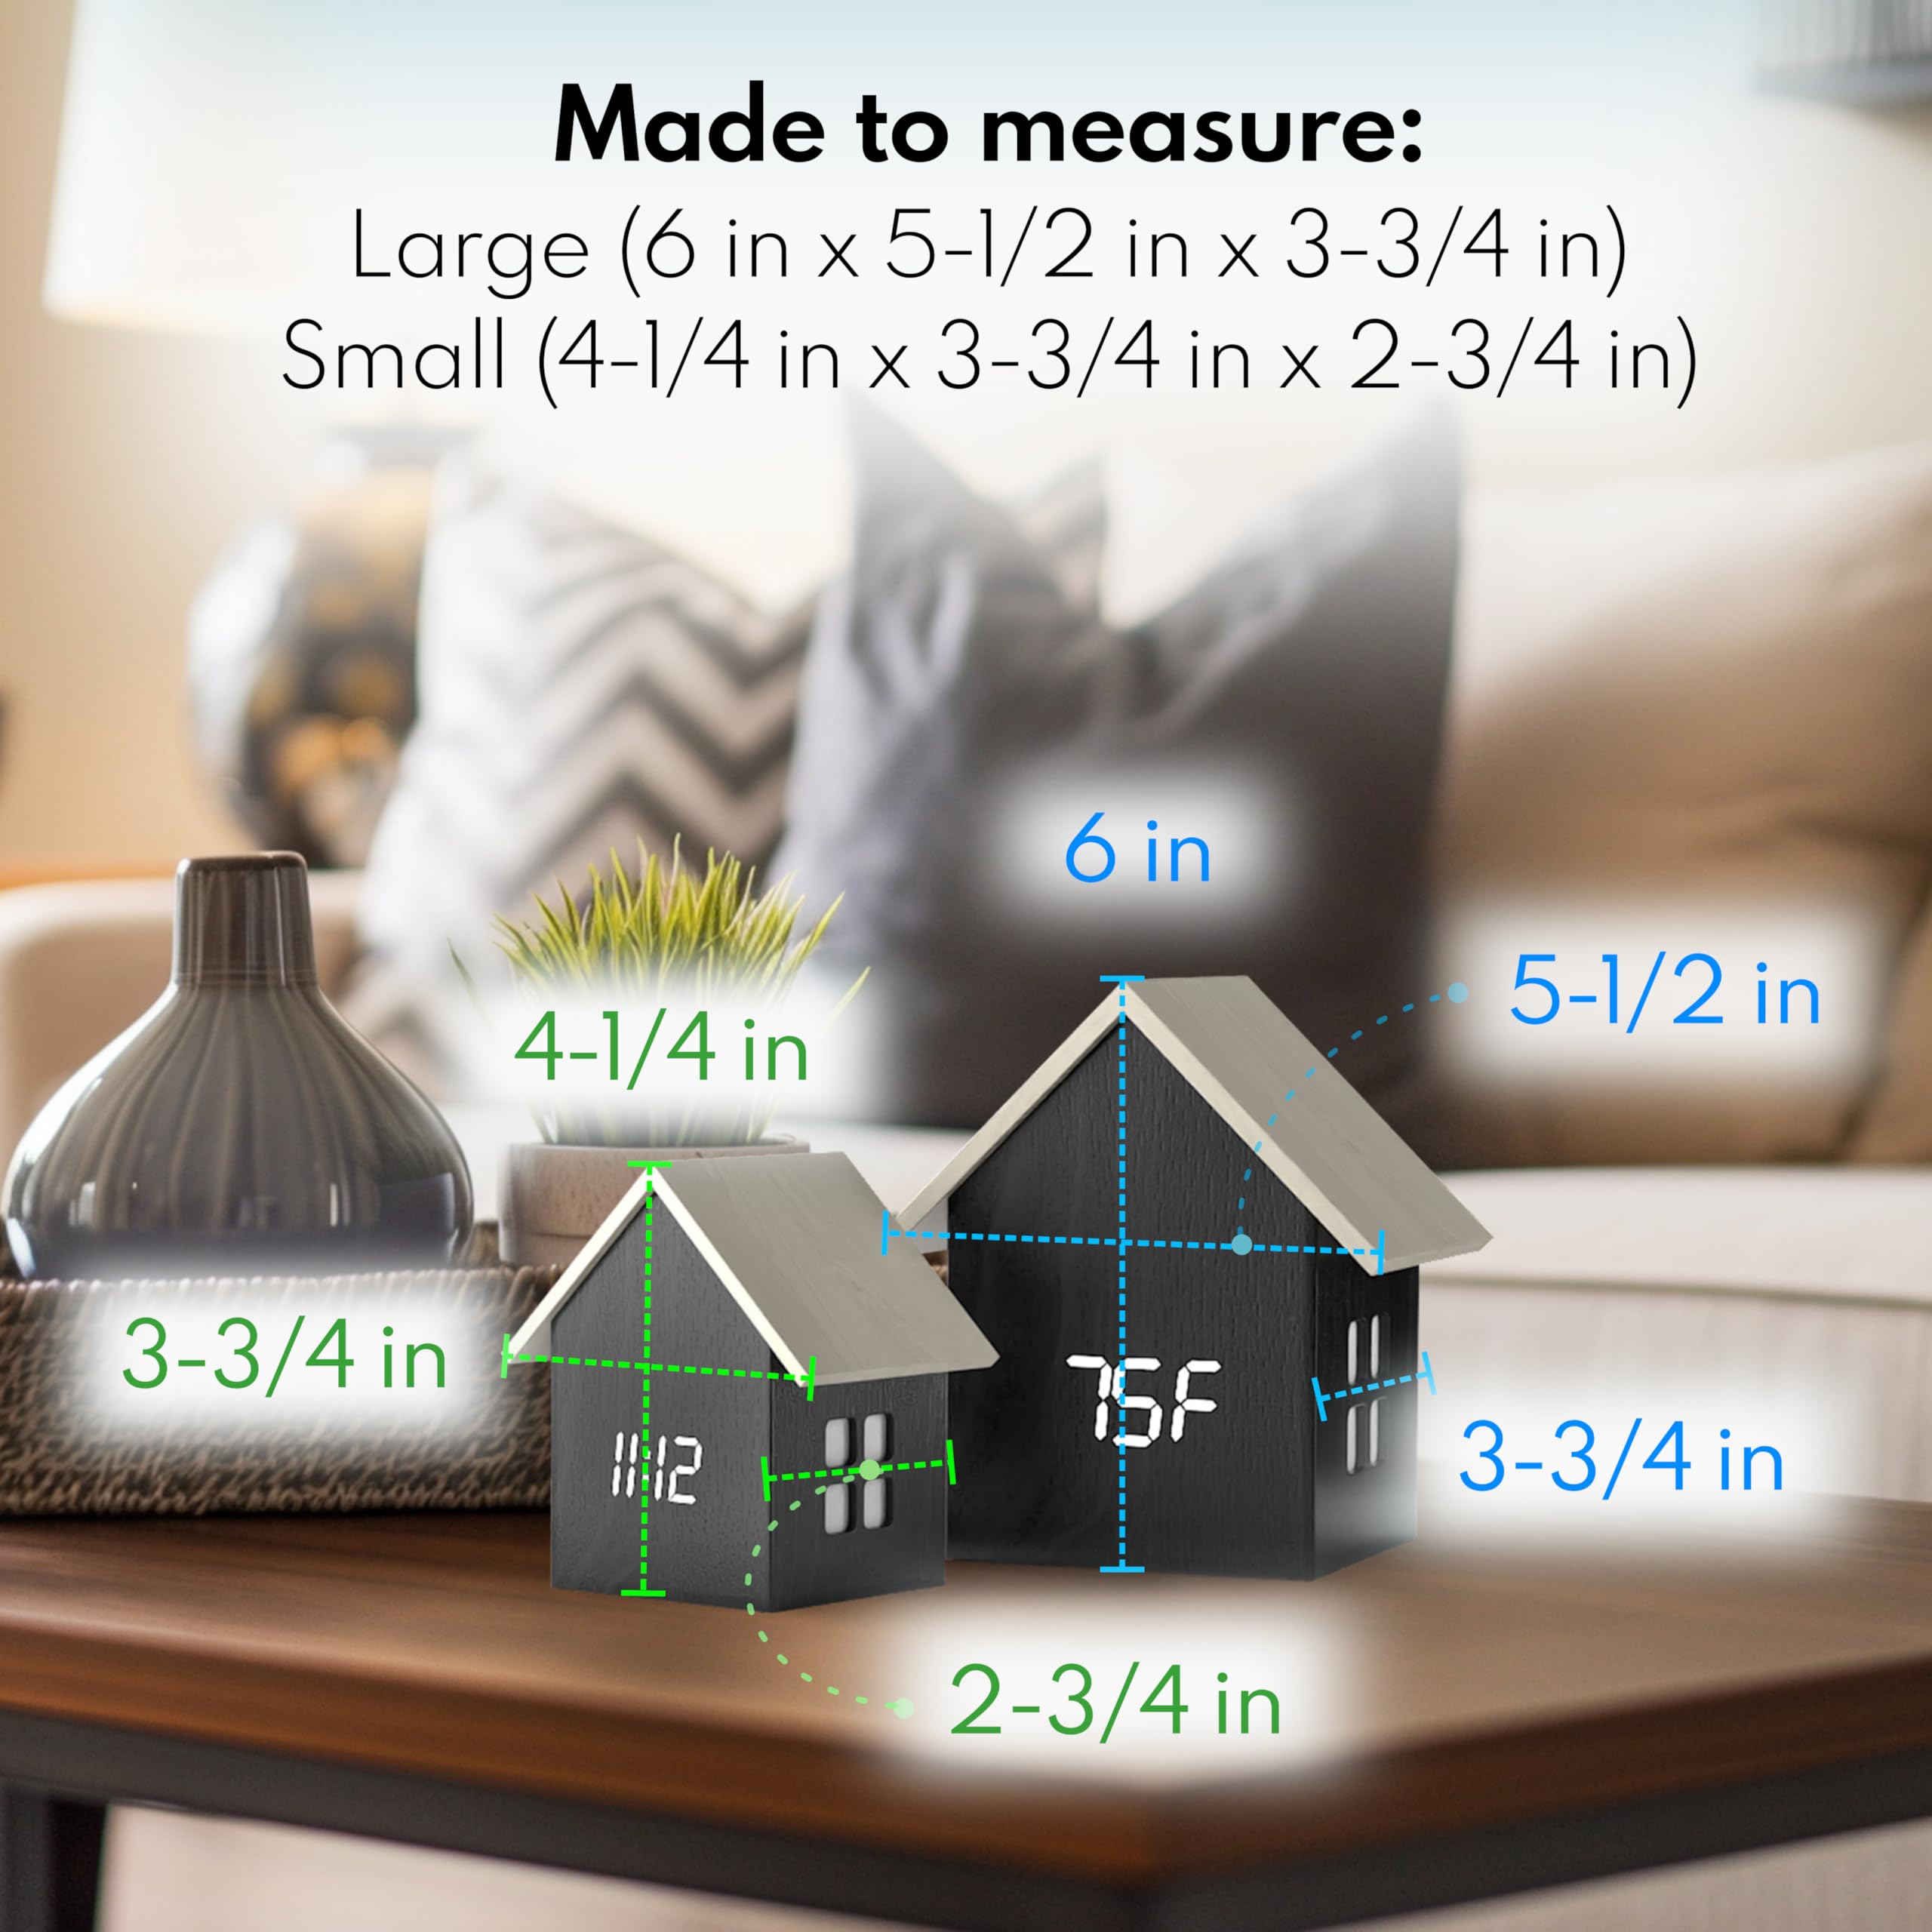 Made to measure:
Large (6 in x 5-1/2 in x 3-3/4 in)
Small (4-1/4 in x 3-3/4 in x 2-3/4 in)
6 in
5-1/2 in
4-1/4 in
3-3/4 in
75F
1142
3-3/4 in
2-3/4 in